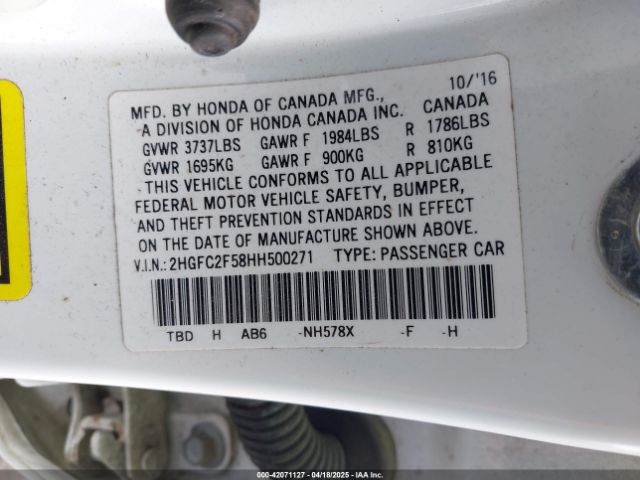 10/'16
MFD. BY HONDA OF CANADA MFG., CANADA
A DIVISION OF HONDA CANADA INC.
GVWR 3737LBS GAWR F 1984LBS R 1786LBS
GVWR 1695KG GAWR F 900KG R 810KG
-THIS VEHICLE CONFORMS TO ALL APPLICABLE
FEDERAL MOTOR VEHICLE SAFETY, BUMPER,
AND THEFT PREVENTION STANDARDS IN EFFECT
ON THE DATE OF MANUFACTURE SHOWN ABOVE.
V.I.N.: 2HGFC2F58HH500271 TYPE: PASSENGER CAR
TBD H AB6 -NH578X -F -H
000-42071127 04/18/2025 IAA Inc.